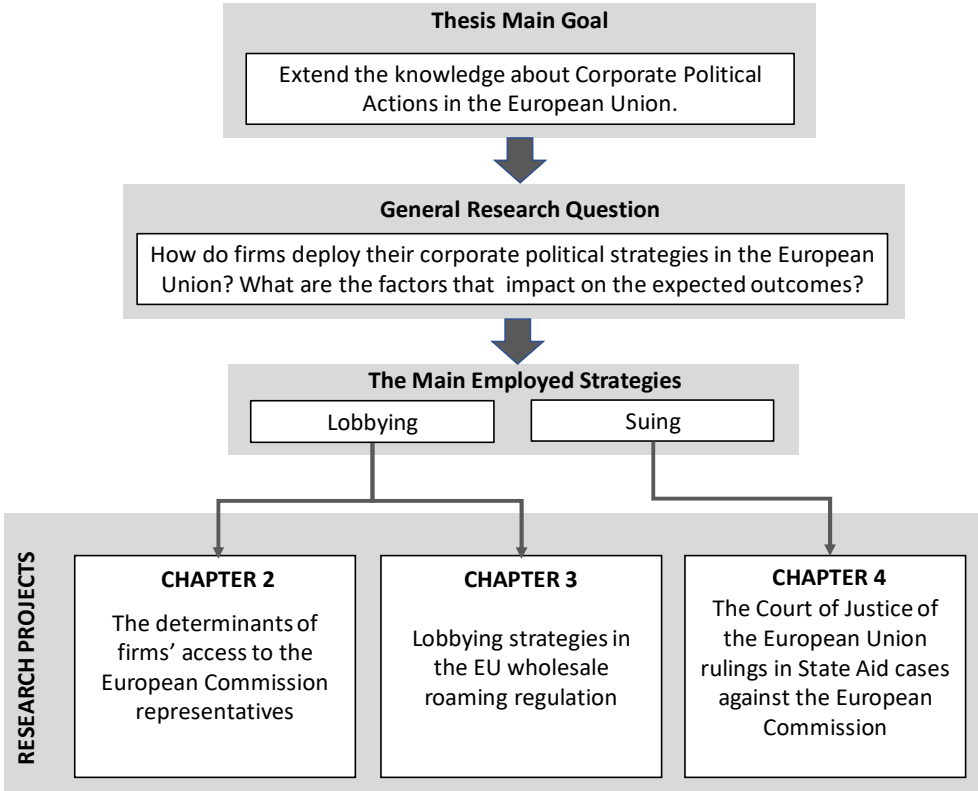 Thesis Main Goal
Extend the knowledge about Corporate Political
Actions in the European Union.
General Research Question
How do firms deploy their corporate political strategies in the European
Union? What are the factors that impact on the expected outcomes?
The Main Employed Strategies
Lobbying
Suing
RESEARCH PROJECTS
CHAPTER 2
The determinants of
firms’ access to the
European Commission
representatives
CHAPTER 3
Lobbying strategies in
the EU wholesale
roaming regulation
CHAPTER 4
The Court of Justice of
the European Union
rulings in State Aid cases
against the European
Commission